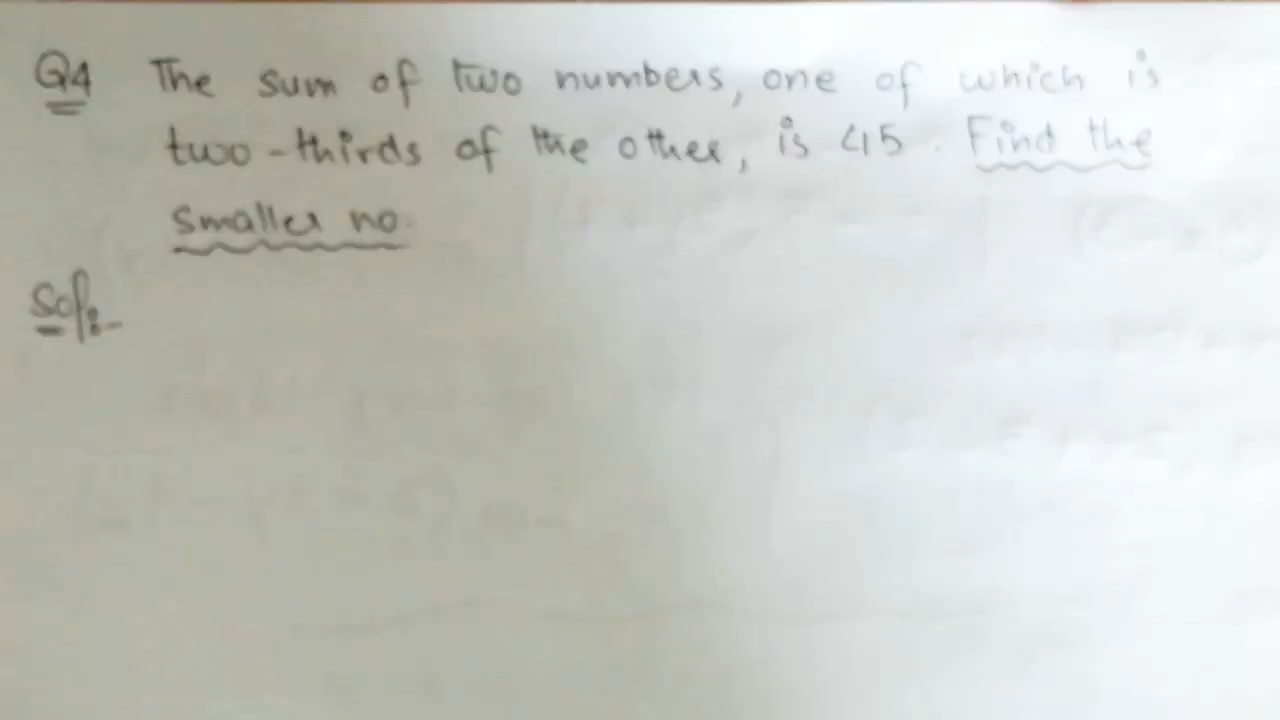 Q4 The sum of two numbers, one of which is
two-thirds of the other, is 45. Find the
smaller no.
Sol:-